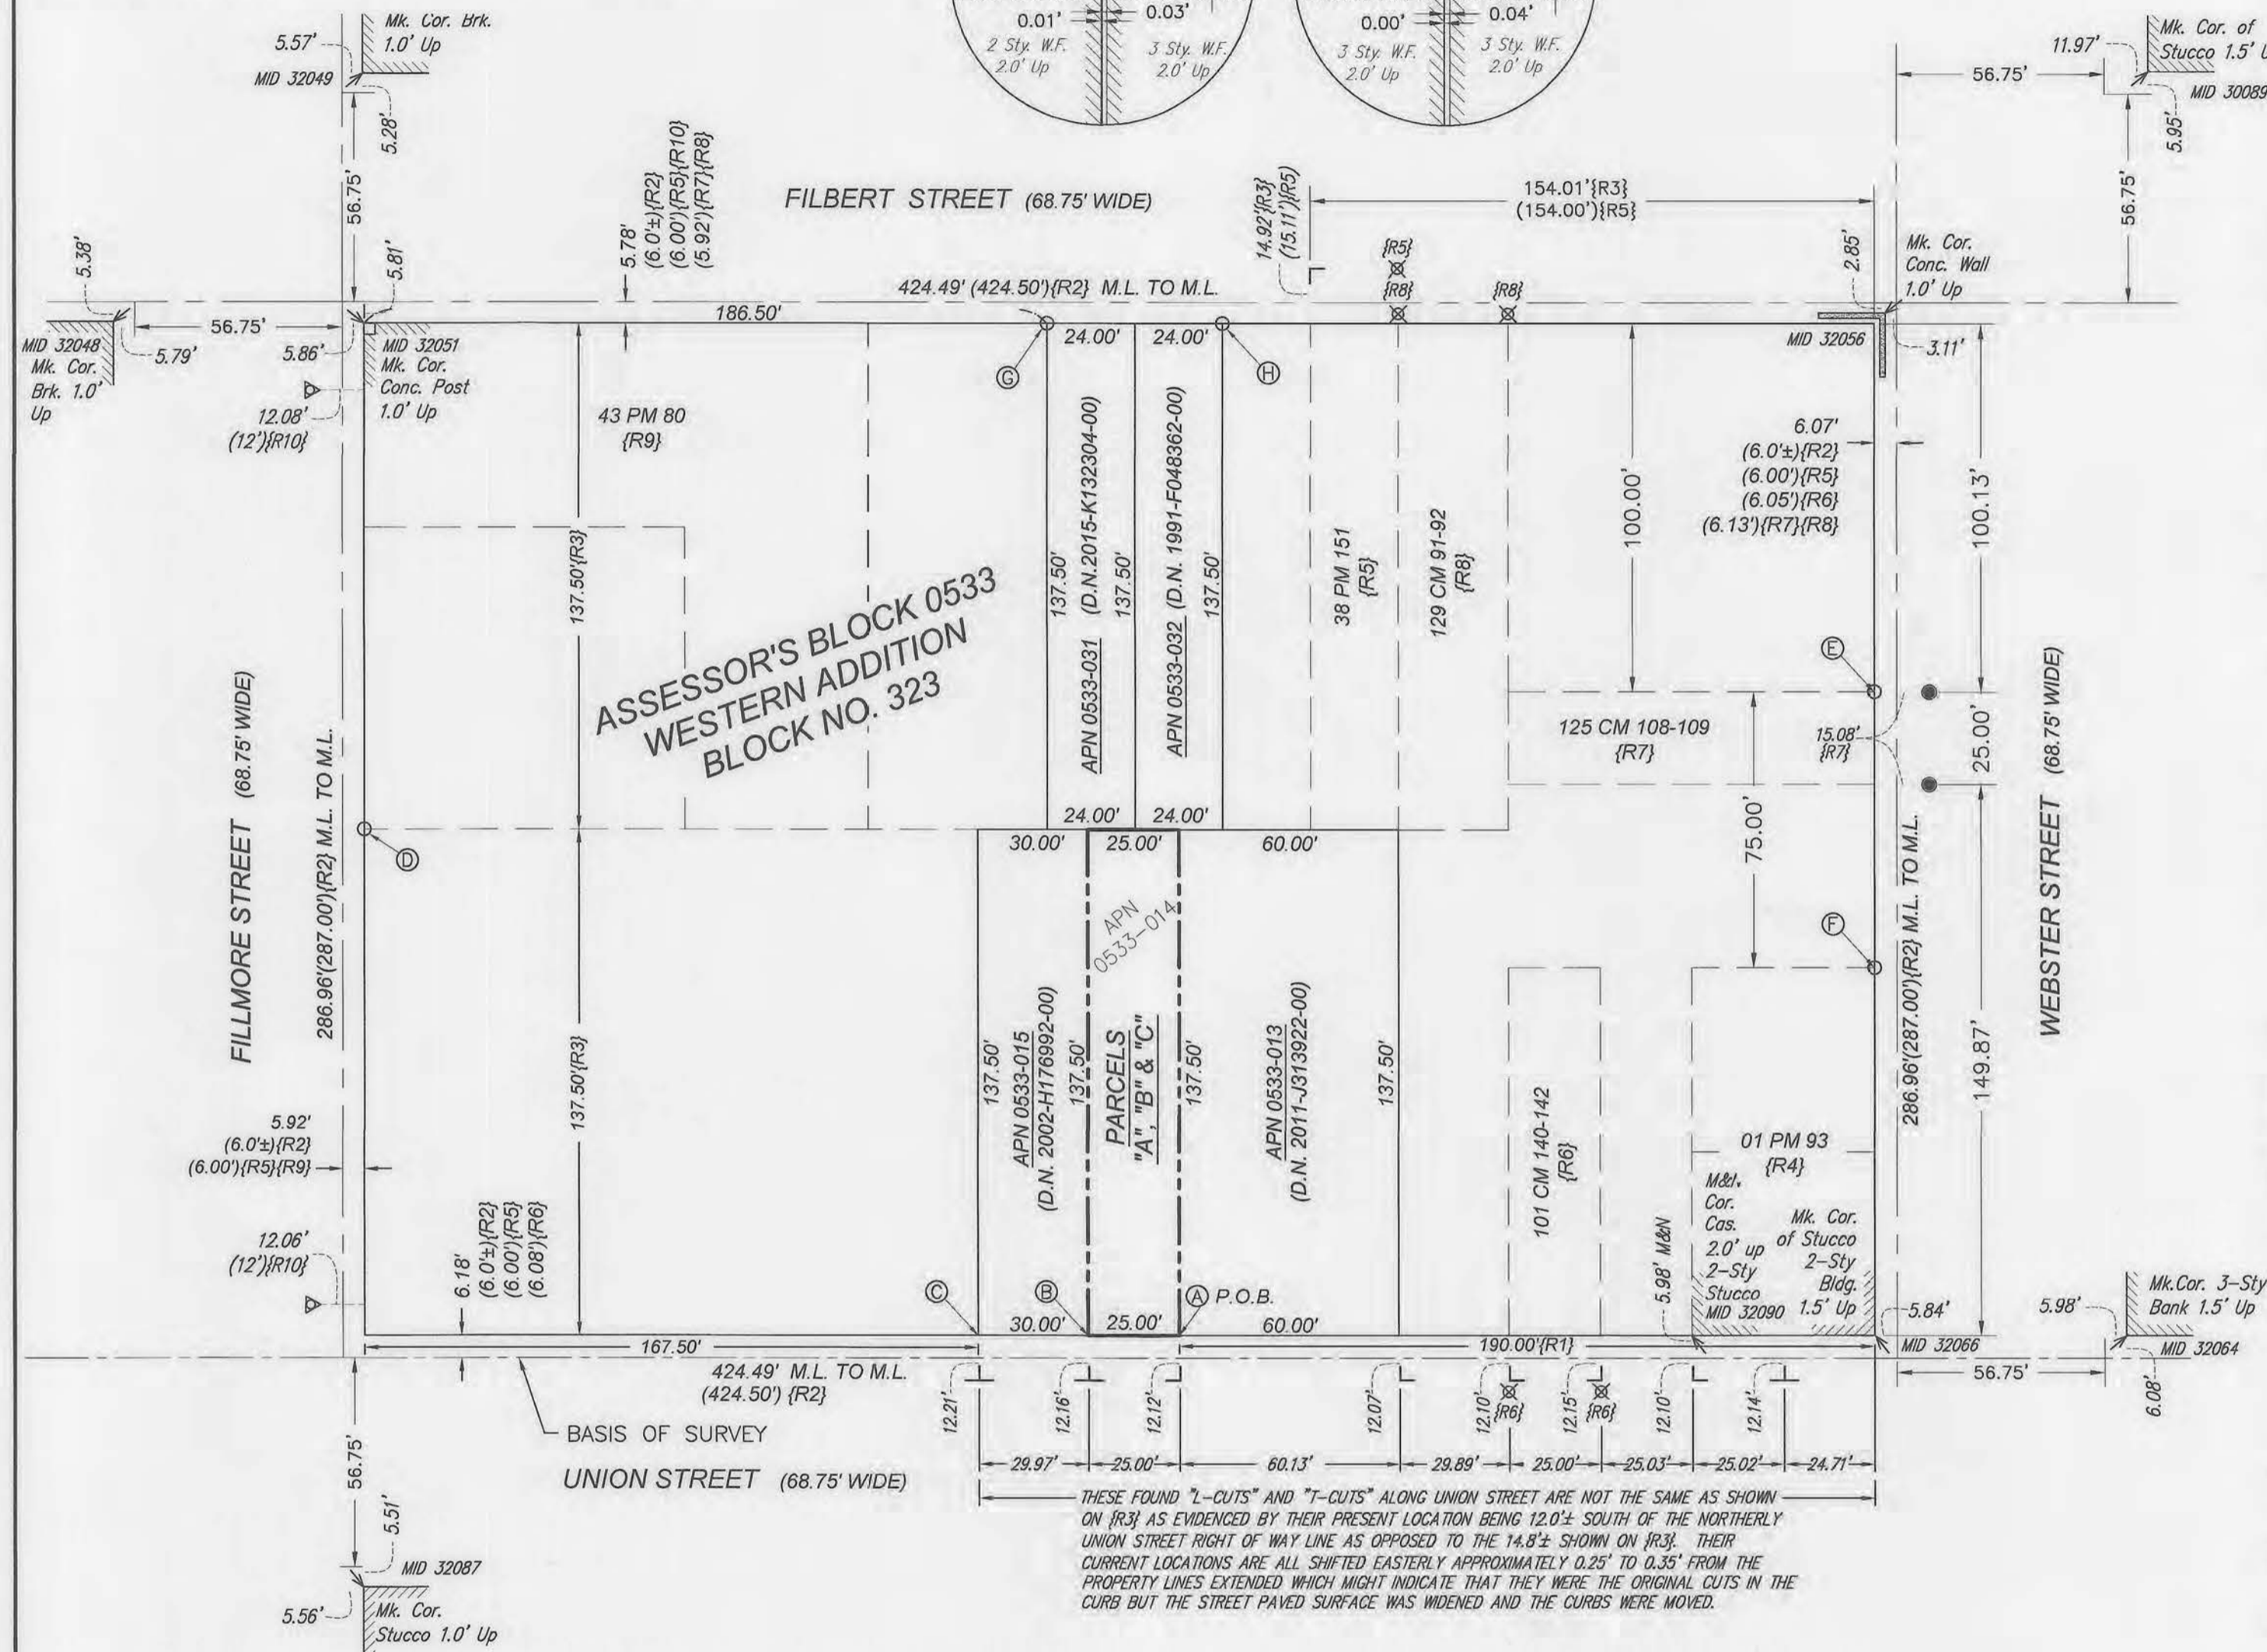 Mk. Cor. Brk.
1.0' Up
5.57'
MID 32049
5.28'
56.75'
0.01'
0.03'
2 Sty. W.F.
2.0' Up
3 Sty. W.F.
2.0' Up
0.00'
0.04'
3 Sty. W.F.
2.0' Up
3 Sty. W.F.
2.0' Up
11.97'
56.75'
Mk. Cor. of
Stucco 1.5' U
MID 30089
5.95'
56.75'
5.78'
(6.0'±){R2}
(6.00'){R5}{R10}
(5.92'){R7}{R8}
FILBERT STREET (68.75' WIDE)
14.92'{R3}
(15.11'){R5}
154.01'{R3}
(154.00'){R5}
{R5}
{R8}
{R8}
2.85'
Mk. Cor.
Conc. Wall
1.0' Up
5.38'
5.81'
424.49' (424.50'){R2} M.L. TO M.L.
186.50'
56.75'
MID 32048
Mk. Cor.
Brk. 1.0'
Up
5.79'
5.86'
MID 32051
Mk. Cor.
Conc. Post
1.0' Up
12.08'
(12'){R10}
24.00'
24.00'
G
H
MID 32056
3.11'
43 PM 80
{R9}
137.50'{R3}
137.50'
APN 0533-031 (D.N.2015-K132304-00)
137.50'
APN 0533-032 (D.N. 1991-F048362-00)
137.50'
38 PM 151
{R5}
129 CM 91-92
{R8}
100.00'
6.07'
(6.0'±){R2}
(6.00'){R5}
(6.05'){R6}
(6.13'){R7}{R8}
100.13'
ASSESSOR'S BLOCK 0533
WESTERN ADDITION
BLOCK NO. 323
E
125 CM 108-109
{R7}
15.08'
{R7}
25.00'
FILLMORE STREET (68.75' WIDE)
286.96'(287.00'){R2} M.L. TO M.L.
WEBSTER STREET (68.75' WIDE)
286.96'(287.00'){R2} M.L. TO M.L.
D
24.00'
24.00'
30.00'
25.00'
60.00'
75.00'
F
APN
0533-014
137.50'{R3}
137.50'
APN 0533-015
(D.N. 2002-H176992-00)
137.50'
PARCELS
"A", "B" & "C"
137.50'
APN 0533-013
(D.N. 2011-J313922-00)
137.50'
101 CM 140-142
{R6}
149.87'
01 PM 93
{R4}
5.92'
(6.0'±){R2}
(6.00'){R5}{R9}
12.06'
(12'){R10}
6.18'
(6.0'±){R2}
(6.00'){R5}
(6.08'){R6}
C
B
A P.O.B.
30.00'
25.00'
60.00'
5.98' M&N
Cor.
Cas.
2.0' up
2-Sty
Stucco
MID 32090
Mk. Cor.
of Stucco
2-Sty
Bldg.
1.5' Up
5.84'
MID 32066
5.98'
Mk.Cor. 3-Sty
Bank 1.5' Up
MID 32064
6.08'
56.75'
167.50'
190.00'{R1}
424.49' M.L. TO M.L.
(424.50') {R2}
BASIS OF SURVEY
UNION STREET (68.75' WIDE)
12.21'
12.16'
12.12'
12.07'
12.10'
{R6}
12.15'
{R6}
12.10'
12.14'
29.97'
25.00'
60.13'
29.89'
25.00'
25.03'
25.02'
24.71'
THESE FOUND "L-CUTS" AND "T-CUTS" ALONG UNION STREET ARE NOT THE SAME AS SHOWN
ON {R3} AS EVIDENCED BY THEIR PRESENT LOCATION BEING 12.0'± SOUTH OF THE NORTHERLY
UNION STREET RIGHT OF WAY LINE AS OPPOSED TO THE 14.8'± SHOWN ON {R3}. THEIR
CURRENT LOCATIONS ARE ALL SHIFTED EASTERLY APPROXIMATELY 0.25' TO 0.35' FROM THE
PROPERTY LINES EXTENDED WHICH MIGHT INDICATE THAT THEY WERE THE ORIGINAL CUTS IN THE
CURB BUT THE STREET PAVED SURFACE WAS WIDENED AND THE CURBS WERE MOVED.
56.75'
5.51'
MID 32087
5.56'
Mk. Cor.
Stucco 1.0' Up